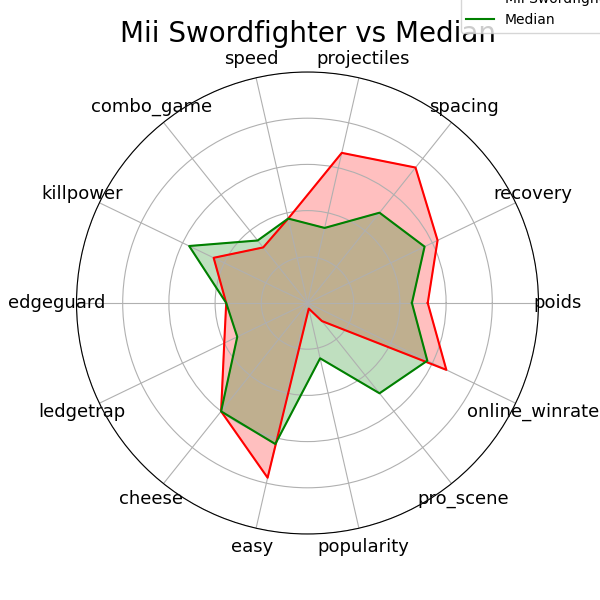 Mii Swordfighter vs Median
Median
speed
projectiles
combo_game
spacing
killpower
recovery
edgeguard
poids
ledgetrap
online_winrate
cheese
pro_scene
easy
popularity